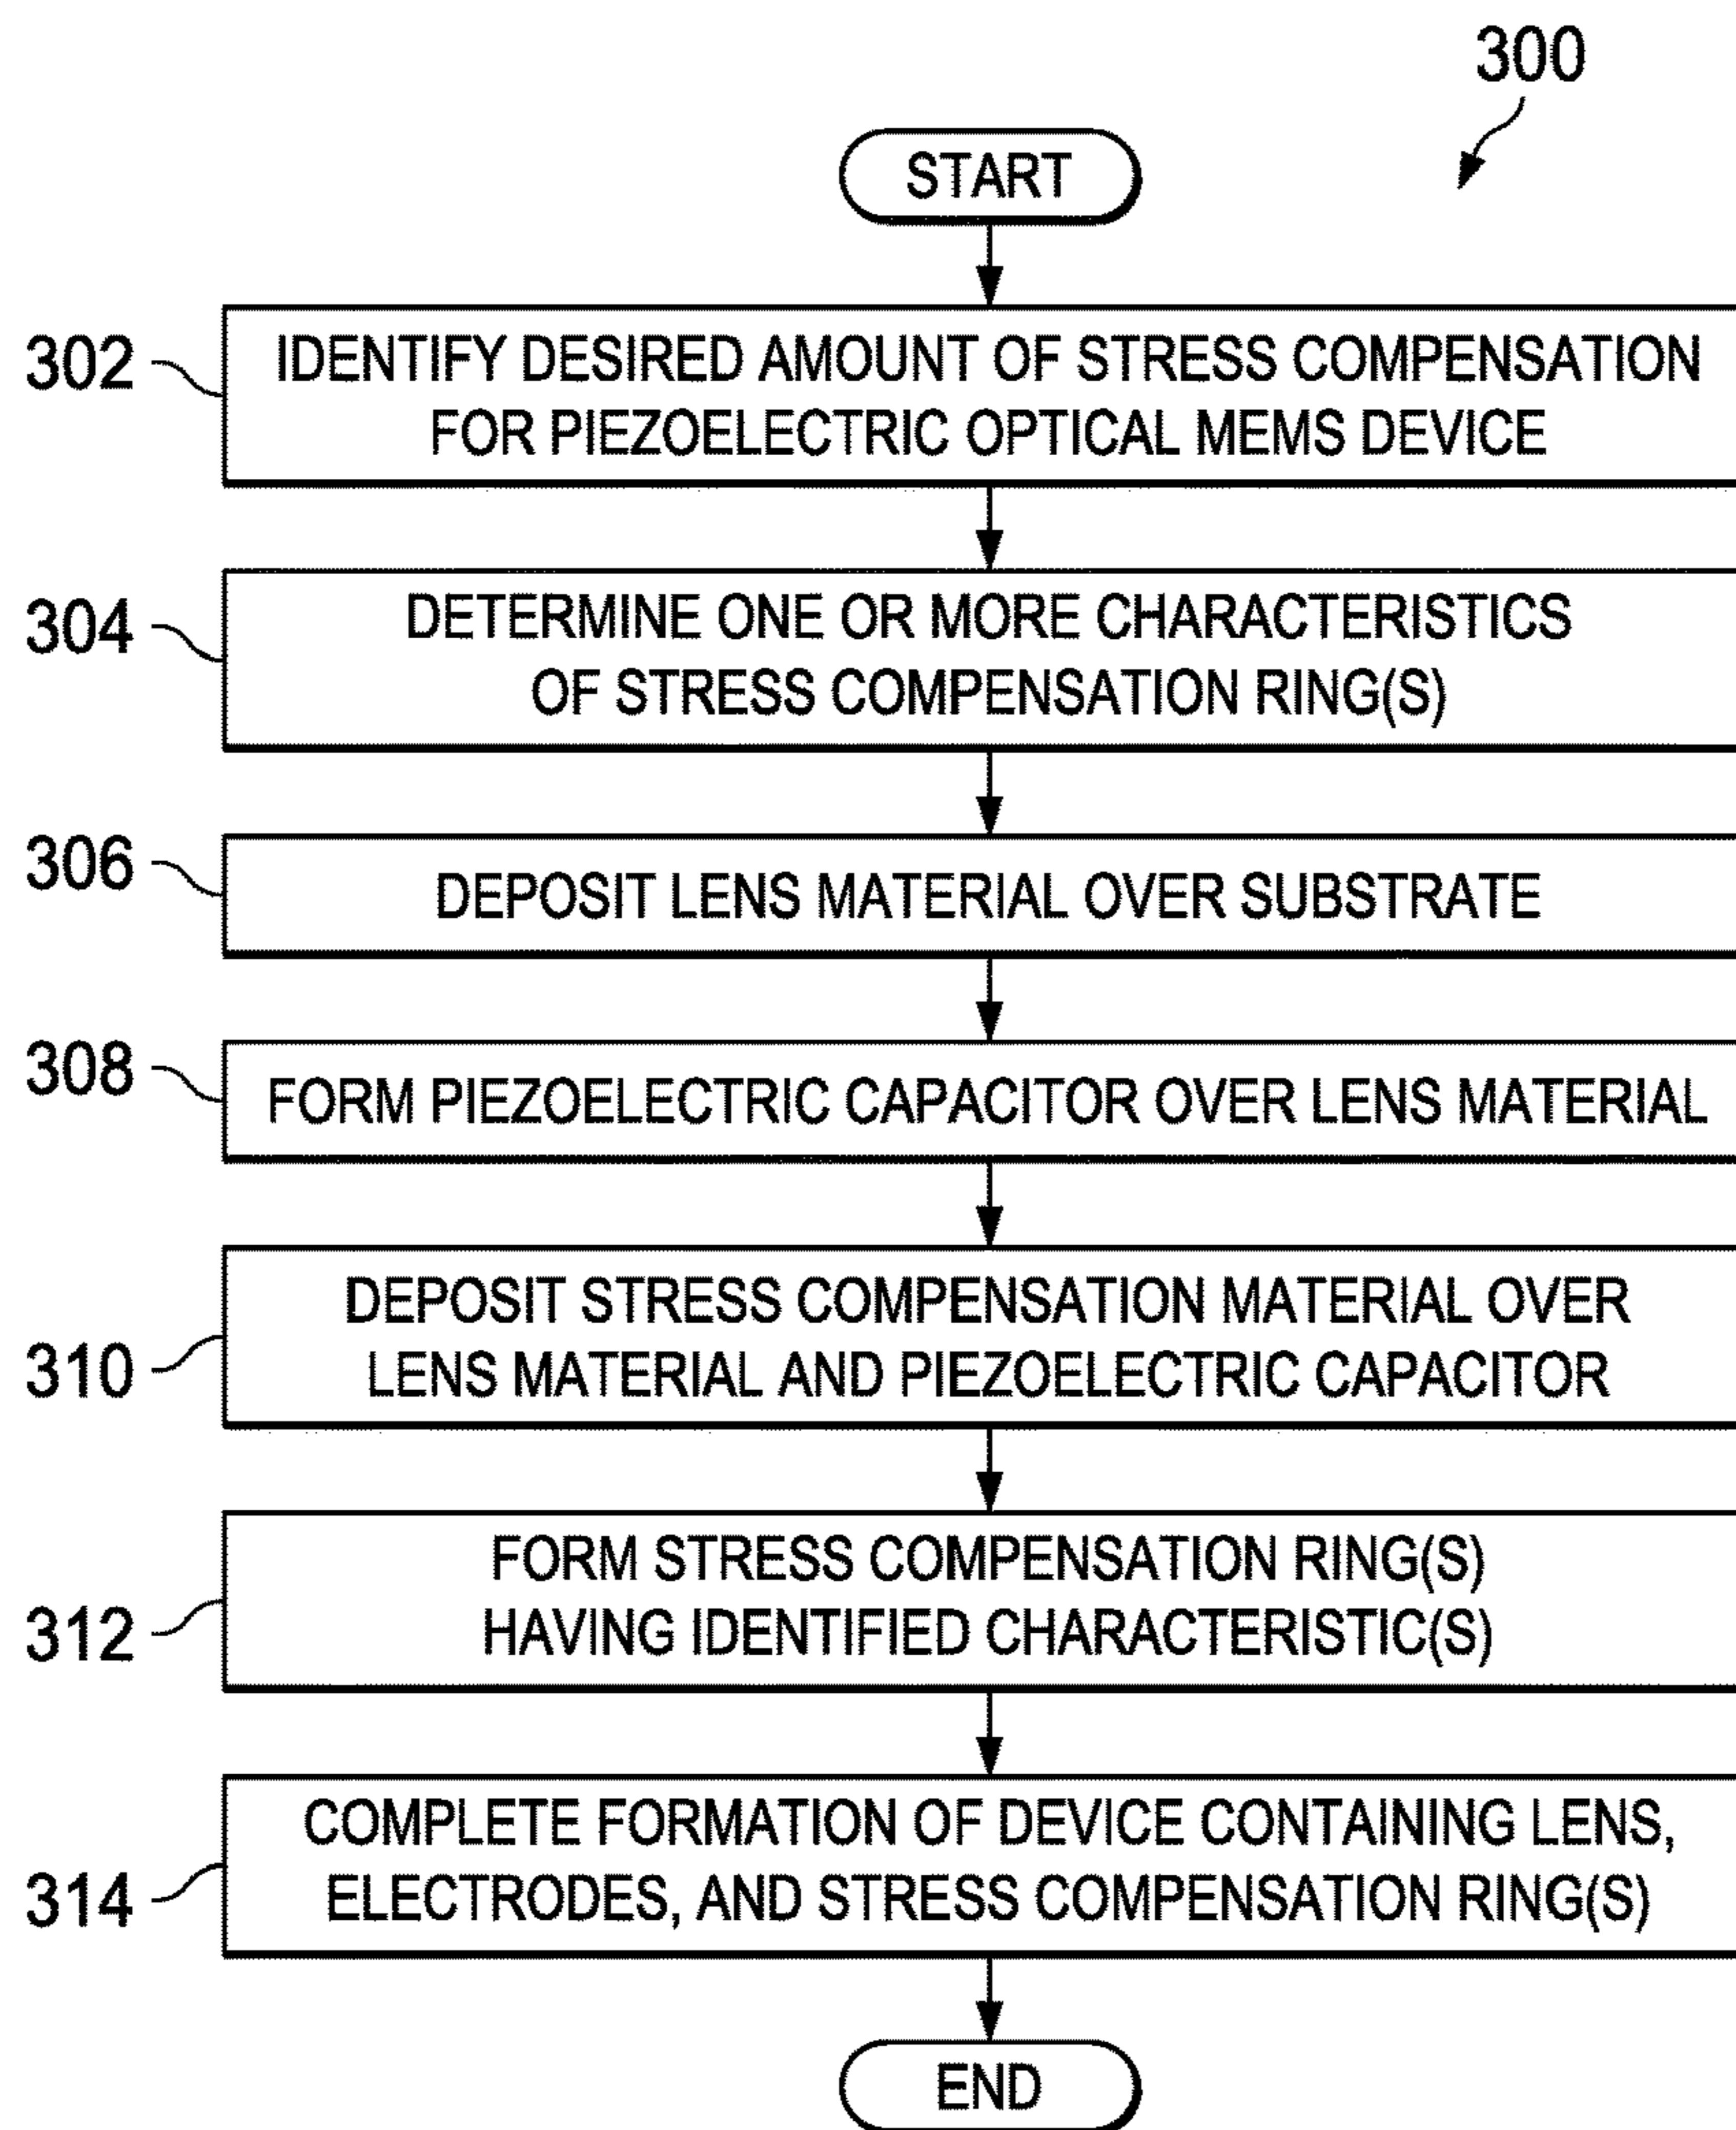 300
START
302
IDENTIFY DESIRED AMOUNT OF STRESS COMPENSATION
FOR PIEZOELECTRIC OPTICAL MEMS DEVICE
304
DETERMINE ONE OR MORE CHARACTERISTICS
OF STRESS COMPENSATION RING(S)
306
DEPOSIT LENS MATERIAL OVER SUBSTRATE
308
FORM PIEZOELECTRIC CAPACITOR OVER LENS MATERIAL
310
DEPOSIT STRESS COMPENSATION MATERIAL OVER
LENS MATERIAL AND PIEZOELECTRIC CAPACITOR
312
FORM STRESS COMPENSATION RING(S)
HAVING IDENTIFIED CHARACTERISTIC(S)
314
COMPLETE FORMATION OF DEVICE CONTAINING LENS,
ELECTRODES, AND STRESS COMPENSATION RING(S)
END